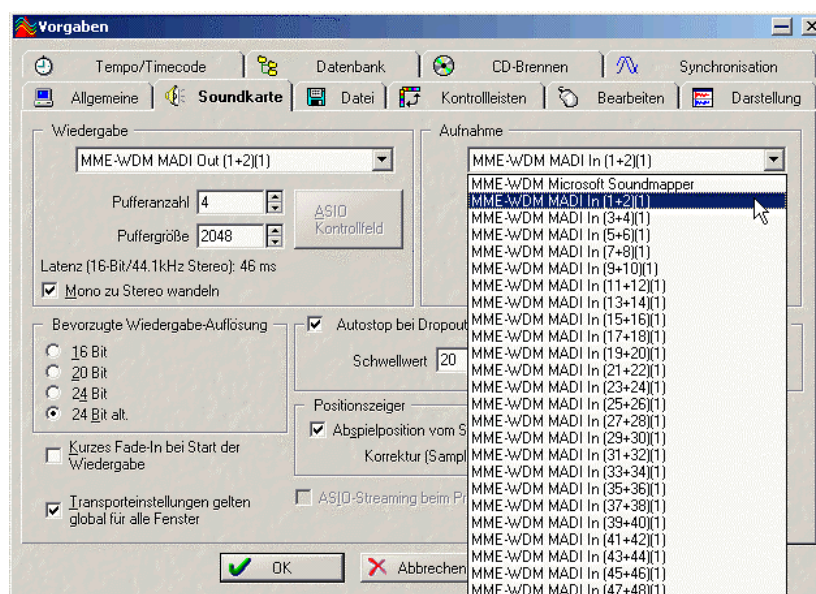 Vorgaben
Tempo/Timecode
Datenbank
CD-Brennen
Synchronisation
Allgemeine
Soundkarte
Datei
Kontrollleisten
Bearbeiten
Darstellung
Wiedergabe
MME-WDM MADI Out (1+2)(1)
Pufferanzahl 4
Puffergröße 2048
ASIO
Kontrollfeld
Latenz (16-Bit/44.1kHz Stereo): 46 ms
Mono zu Stereo wandeln
Aufnahme
MME-WDM MADI In (1+2)(1)
MME-WDM Microsoft Soundmapper
MME-WDM MADI In (1+2)(1)
MME-WDM MADI In (3+4)(1)
MME-WDM MADI In (5+6)(1)
MME-WDM MADI In (7+8)(1)
MME-WDM MADI In (9+10)(1)
MME-WDM MADI In (11+12)(1)
MME-WDM MADI In (13+14)(1)
MME-WDM MADI In (15+16)(1)
MME-WDM MADI In (17+18)(1)
MME-WDM MADI In (19+20)(1)
MME-WDM MADI In (21+22)(1)
MME-WDM MADI In (23+24)(1)
MME-WDM MADI In (25+26)(1)
MME-WDM MADI In (27+28)(1)
MME-WDM MADI In (29+30)(1)
MME-WDM MADI In (31+32)(1)
MME-WDM MADI In (33+34)(1)
MME-WDM MADI In (35+36)(1)
MME-WDM MADI In (37+38)(1)
MME-WDM MADI In (39+40)(1)
MME-WDM MADI In (41+42)(1)
MME-WDM MADI In (43+44)(1)
MME-WDM MADI In (45+46)(1)
MME-WDM MADI In (47+48)(1)
Bevorzugte Wiedergabe-Auflösung
16 Bit
20 Bit
24 Bit
24 Bit alt.
Autostop bei Dropout
Schwellwert 20
Positionszeiger
Abspielposition vom S
Korrektur (Sampl
Kurzes Fade-In bei Start der
Wiedergabe
Transporteinstellungen gelten
global für alle Fenster
ASIO-Streaming beim Pr
OK
Abbrechen